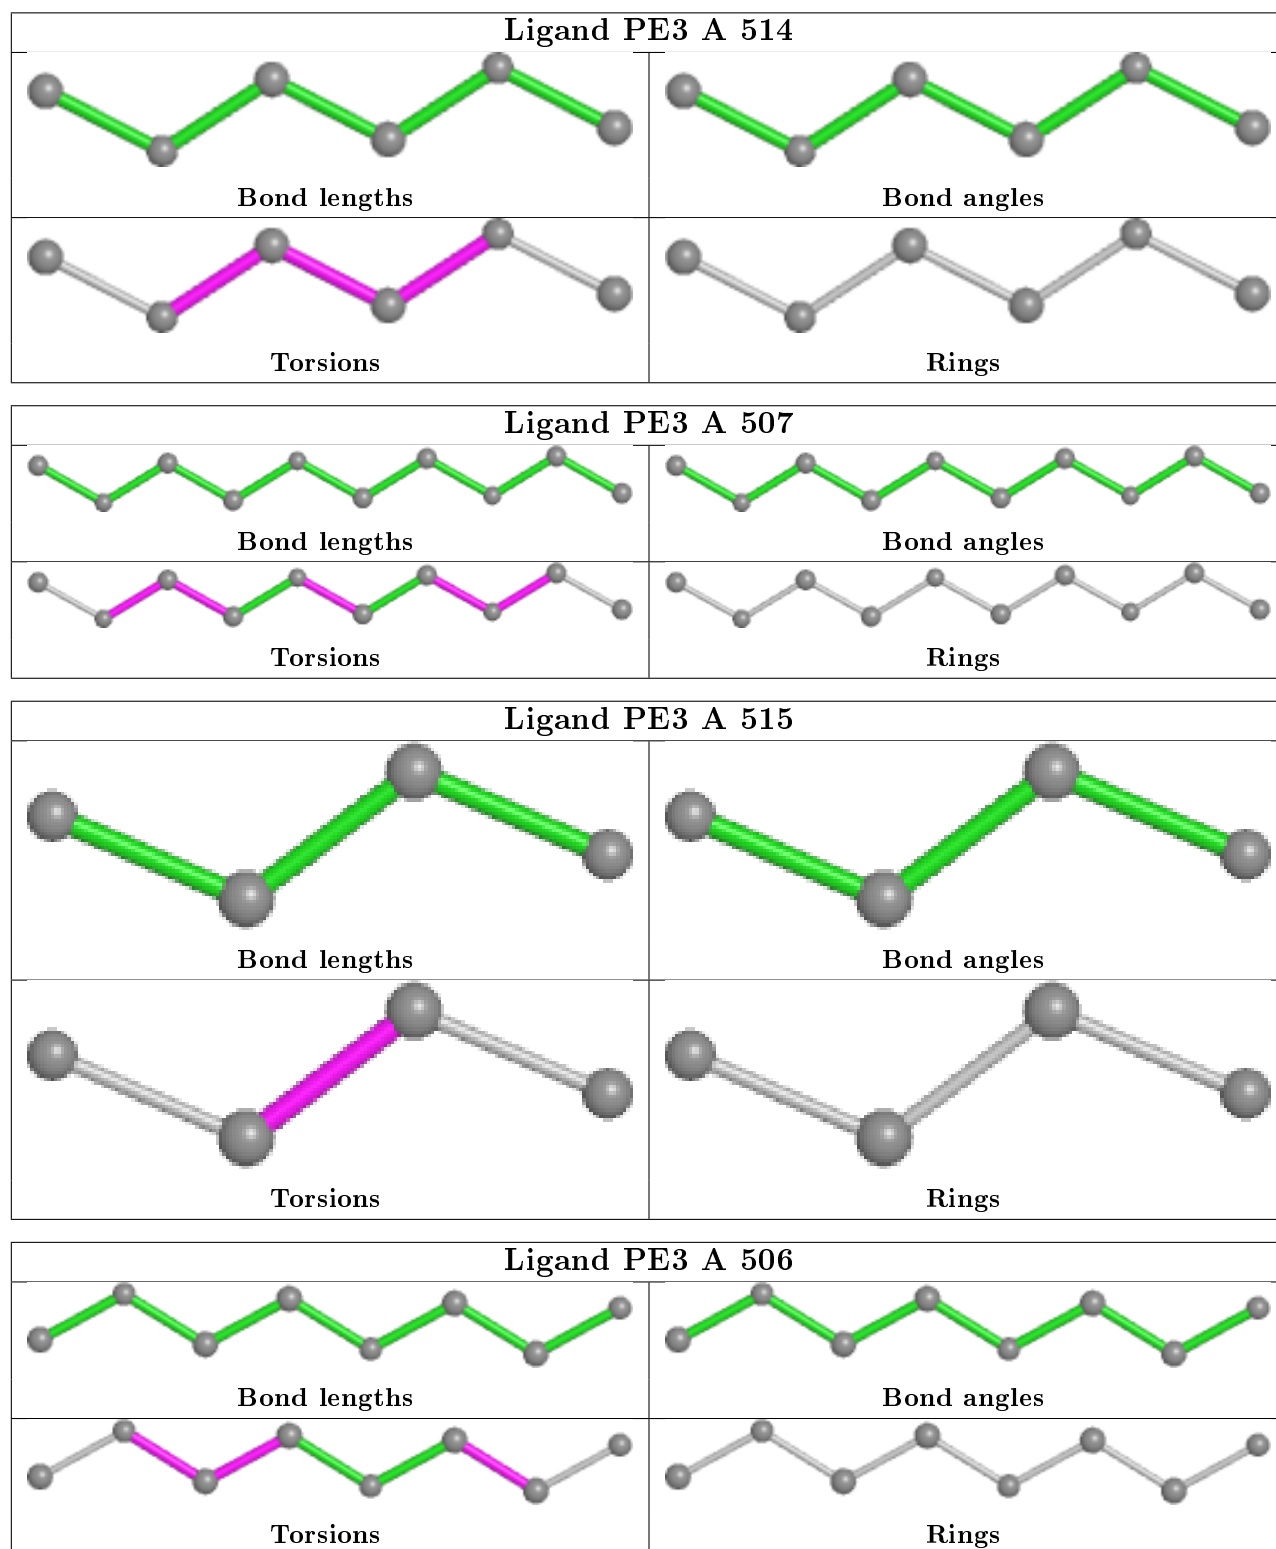 Ligand PE3 A 514
Bond lengths
Bond angles
Torsions
Rings
Ligand PE3 A 507
Bond lengths
Bond angles
Torsions
Rings
Ligand PE3 A 515
Bond lengths
Bond angles
Torsions
Rings
Ligand PE3 A 506
Bond lengths
Bond angles
Torsions
Rings